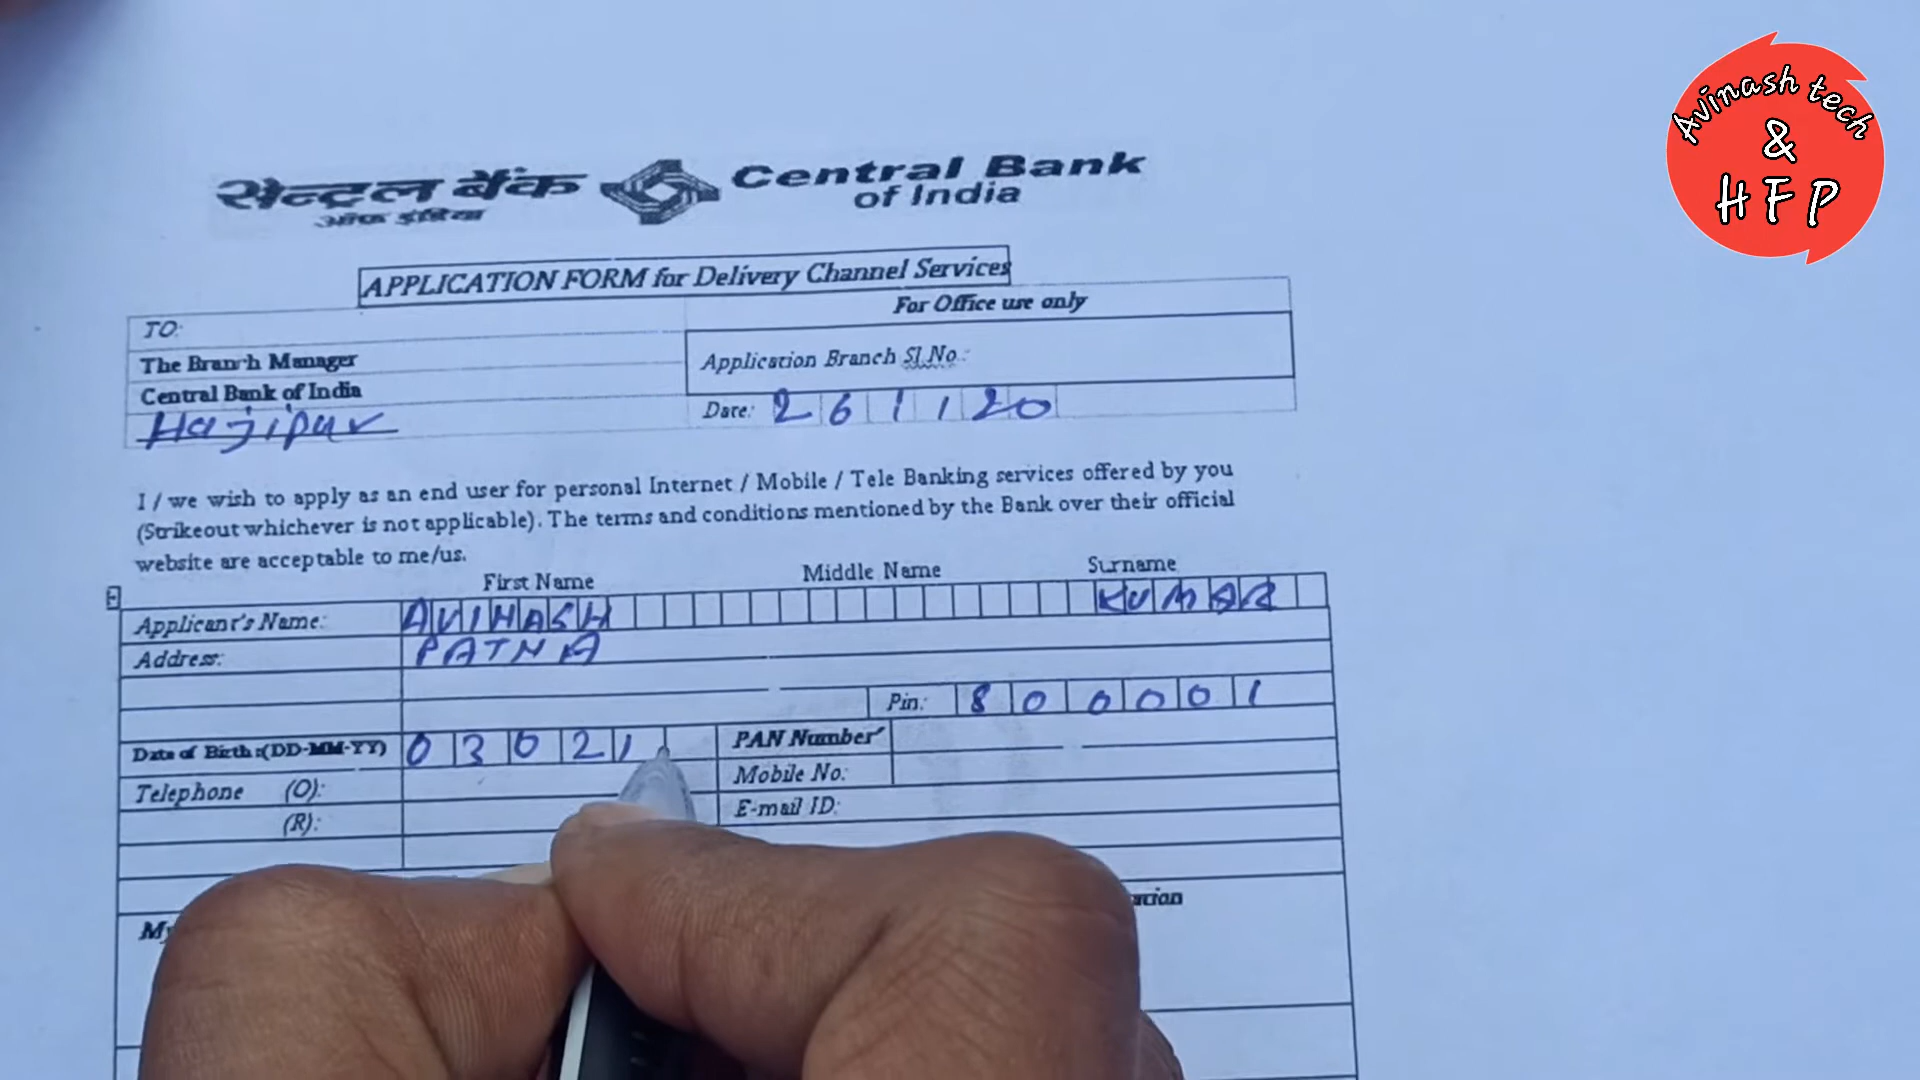 Avinash tech
&
HFP
सेन्ट्रल बैंक Central Bank
ऑफ इंडिया of India
APPLICATION FORM for Delivery Channel Services
TO: For Office use only
The Branch Manager Application Branch Sl.No.:
Central Bank of India
Hajipur Date: 2 6 1 1 2 0
I / we wish to apply as an end user for personal Internet / Mobile / Tele Banking services offered by you
(Strikeout whichever is not applicable). The terms and conditions mentioned by the Bank over their official
website are acceptable to me/us.
First Name Middle Name Surname
Applicant's Name: AVINASH KUMAR
Address: PATNA
Pin: 8 0 0 0 0 1
Date of Birth:(DD-MM-YY) 0 3 0 2 1 PAN Number
Telephone (O): Mobile No:
(R): E-mail ID: